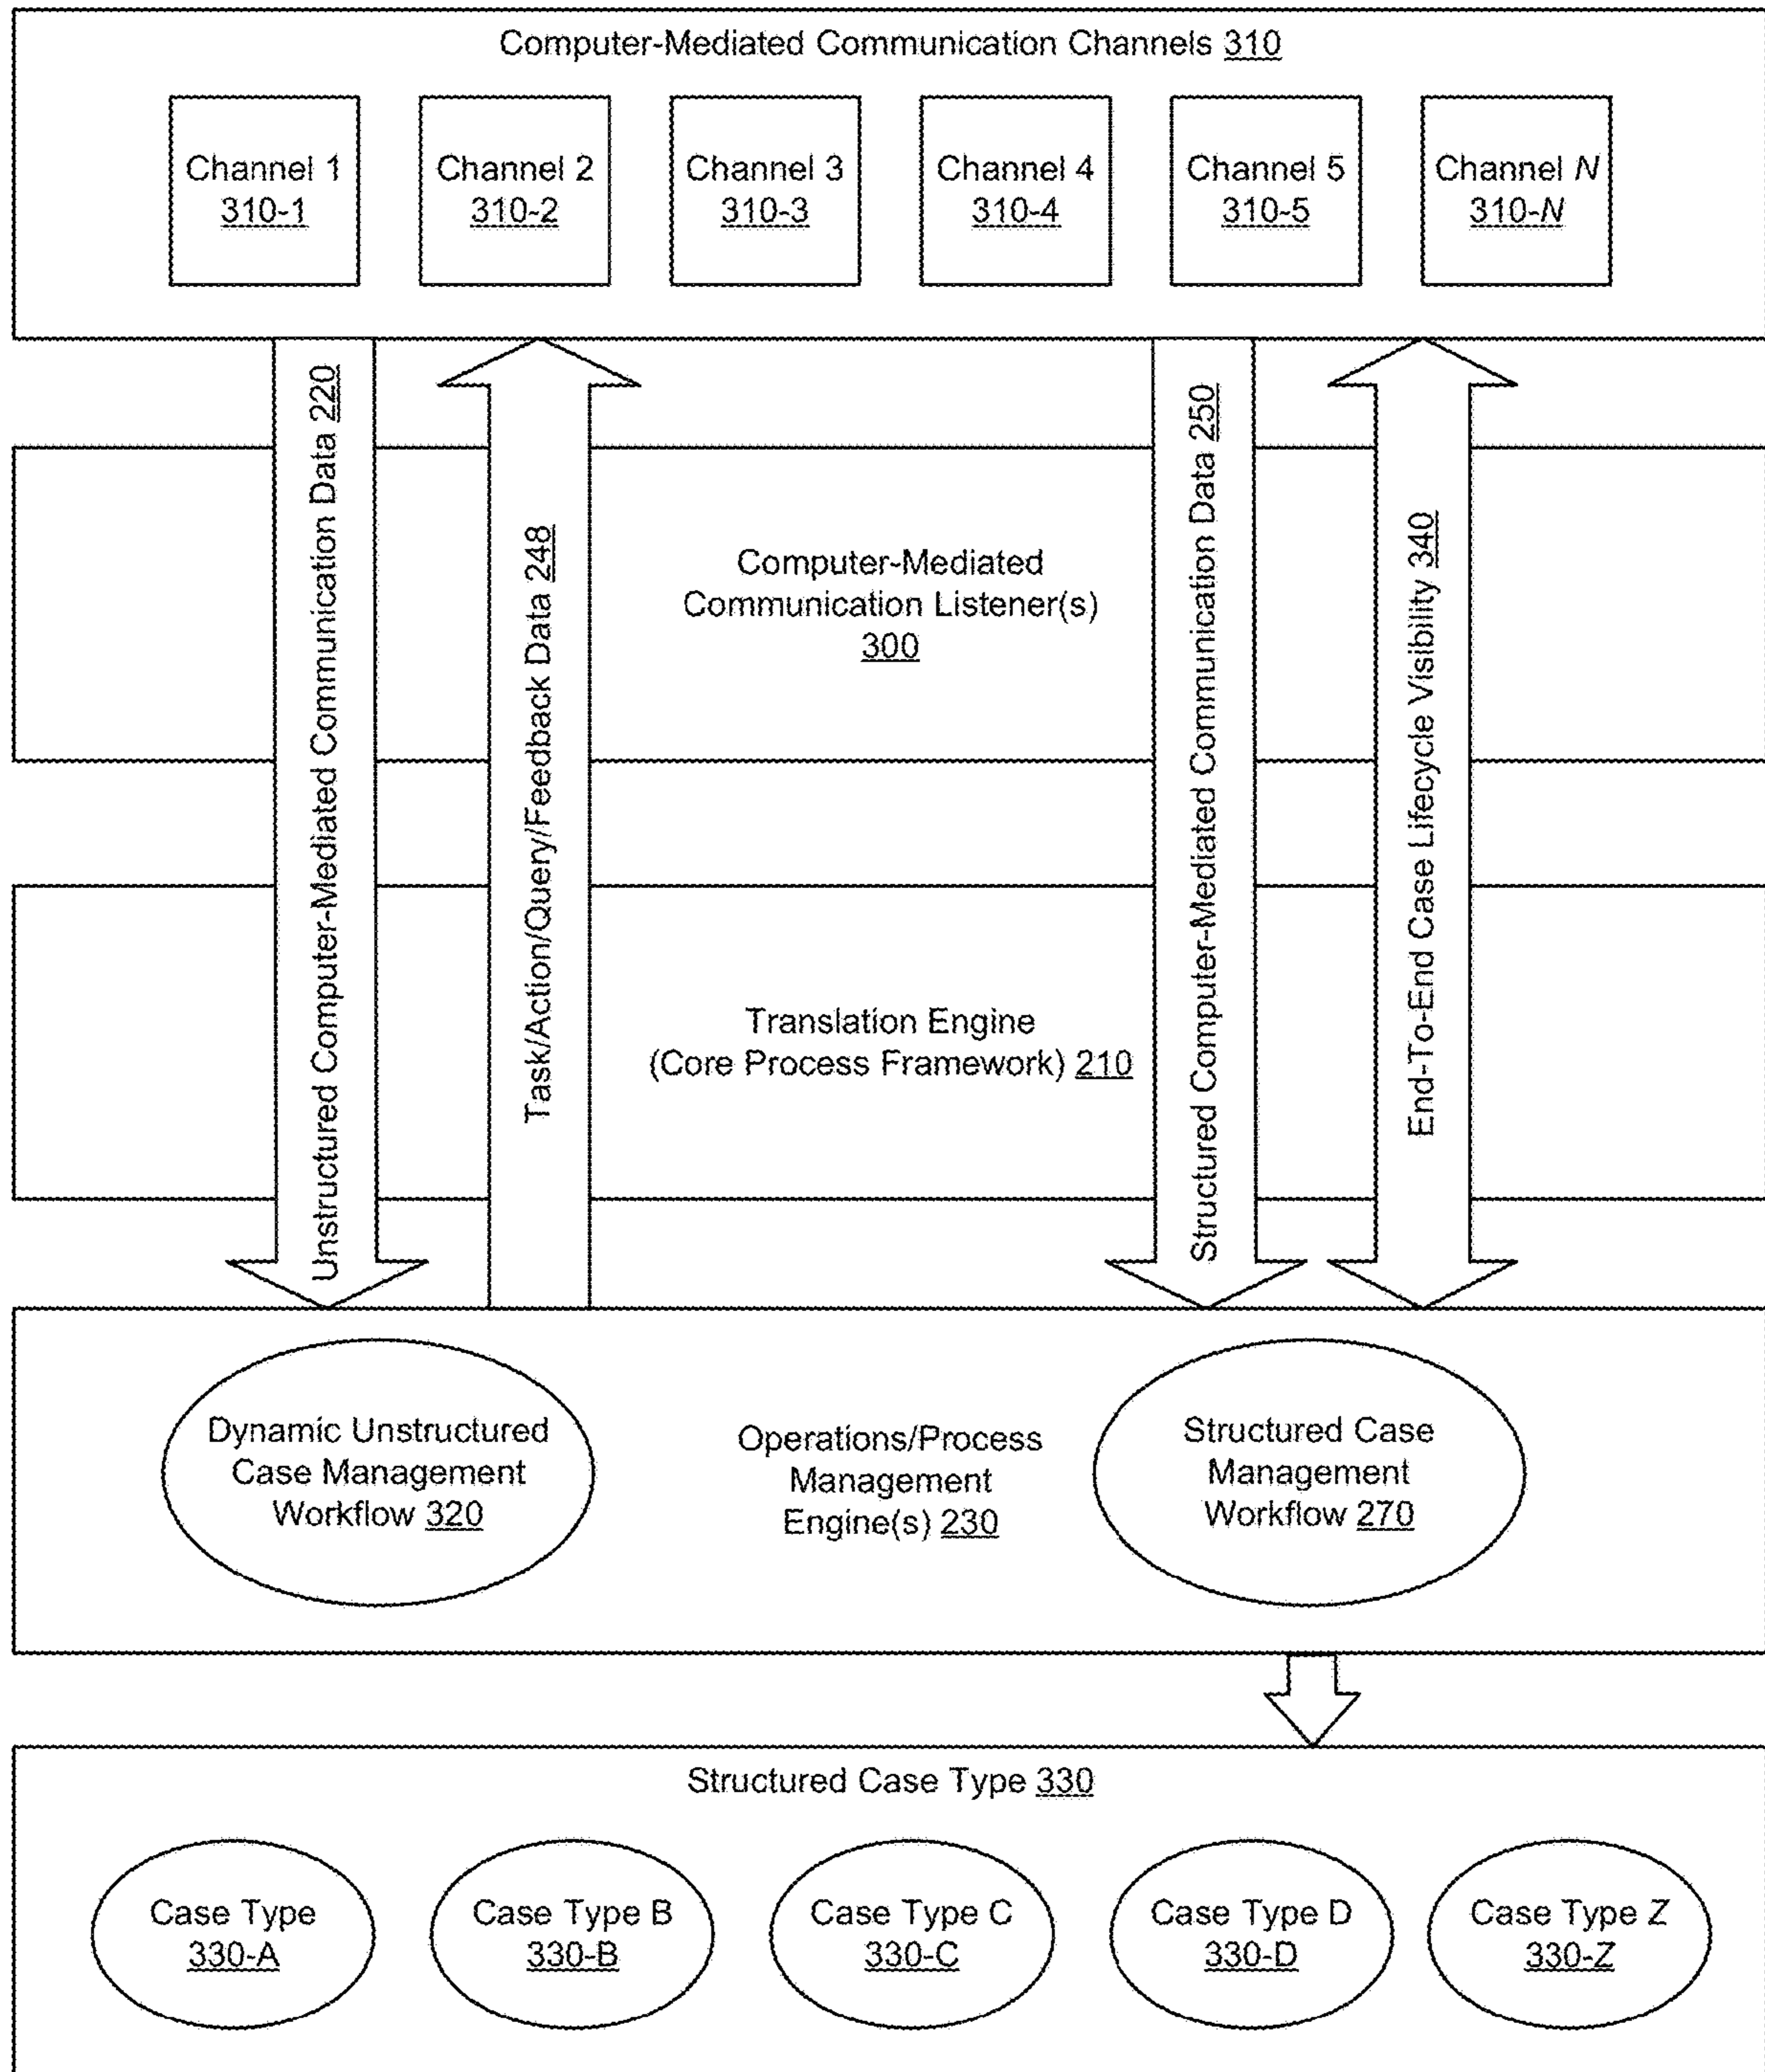 Computer-Mediated Communication Channels 310
Channel 1
310-1
Channel 2
310-2
Channel 3
310-3
Channel 4
310-4
Channel 5
310-5
Channel N
310-N
Unstructured Computer-Mediated Communication Data 220
Task/Action/Query/Feedback Data 248
Structured Computer-Mediated Communication Data 250
End-To-End Case Lifecycle Visibility 340
Computer-Mediated
Communication Listener(s)
300
Translation Engine
(Core Process Framework) 210
Dynamic Unstructured
Case Management
Workflow 320
Operations/Process
Management
Engine(s) 230
Structured Case
Management
Workflow 270
Structured Case Type 330
Case Type
330-A
Case Type B
330-B
Case Type C
330-C
Case Type D
330-D
Case Type Z
330-Z